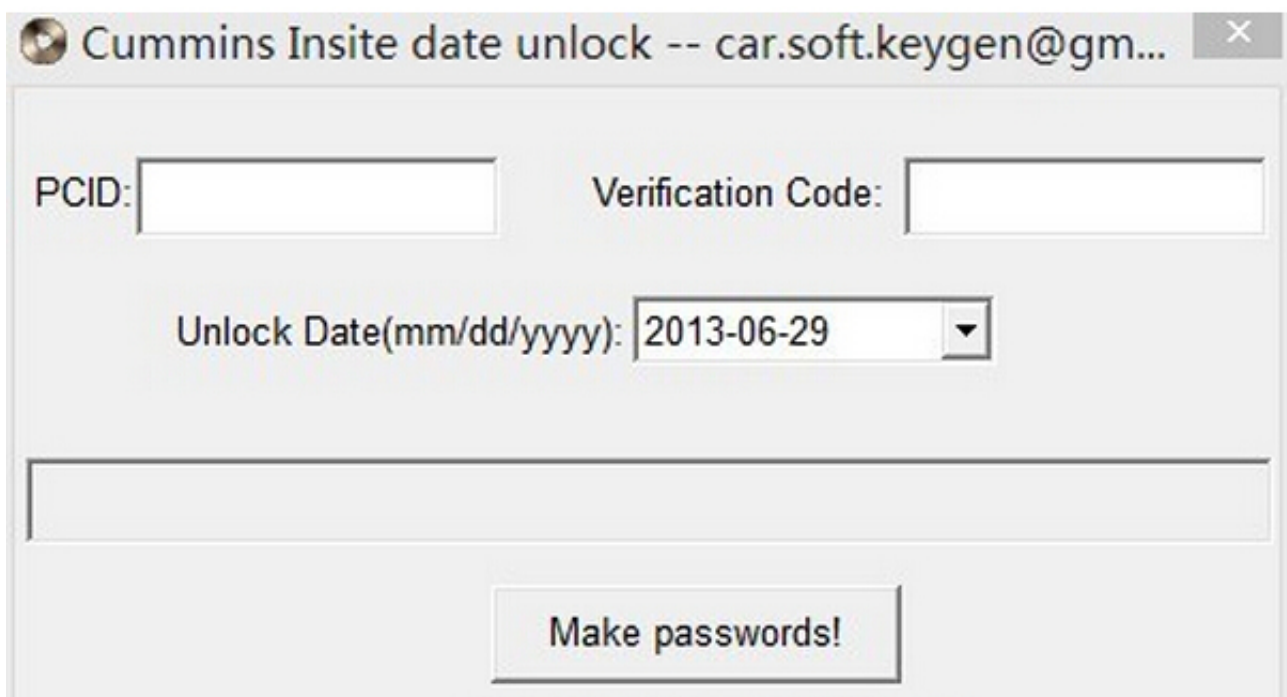 Cummins Insite date unlock -- car.soft.keygen@gm...
PCID:
Verification Code:
Unlock Date(mm/dd/yyyy): 2013-06-29
Make passwords!